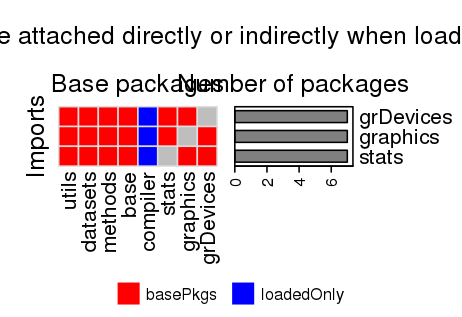 e attached directly or indirectly when load
Base packages
Number of packages
Imports
grDevices
graphics
stats
utils
datasets
methods
base
compiler
stats
graphics
grDevices
0
2
4
6
basePkgs
loadedOnly